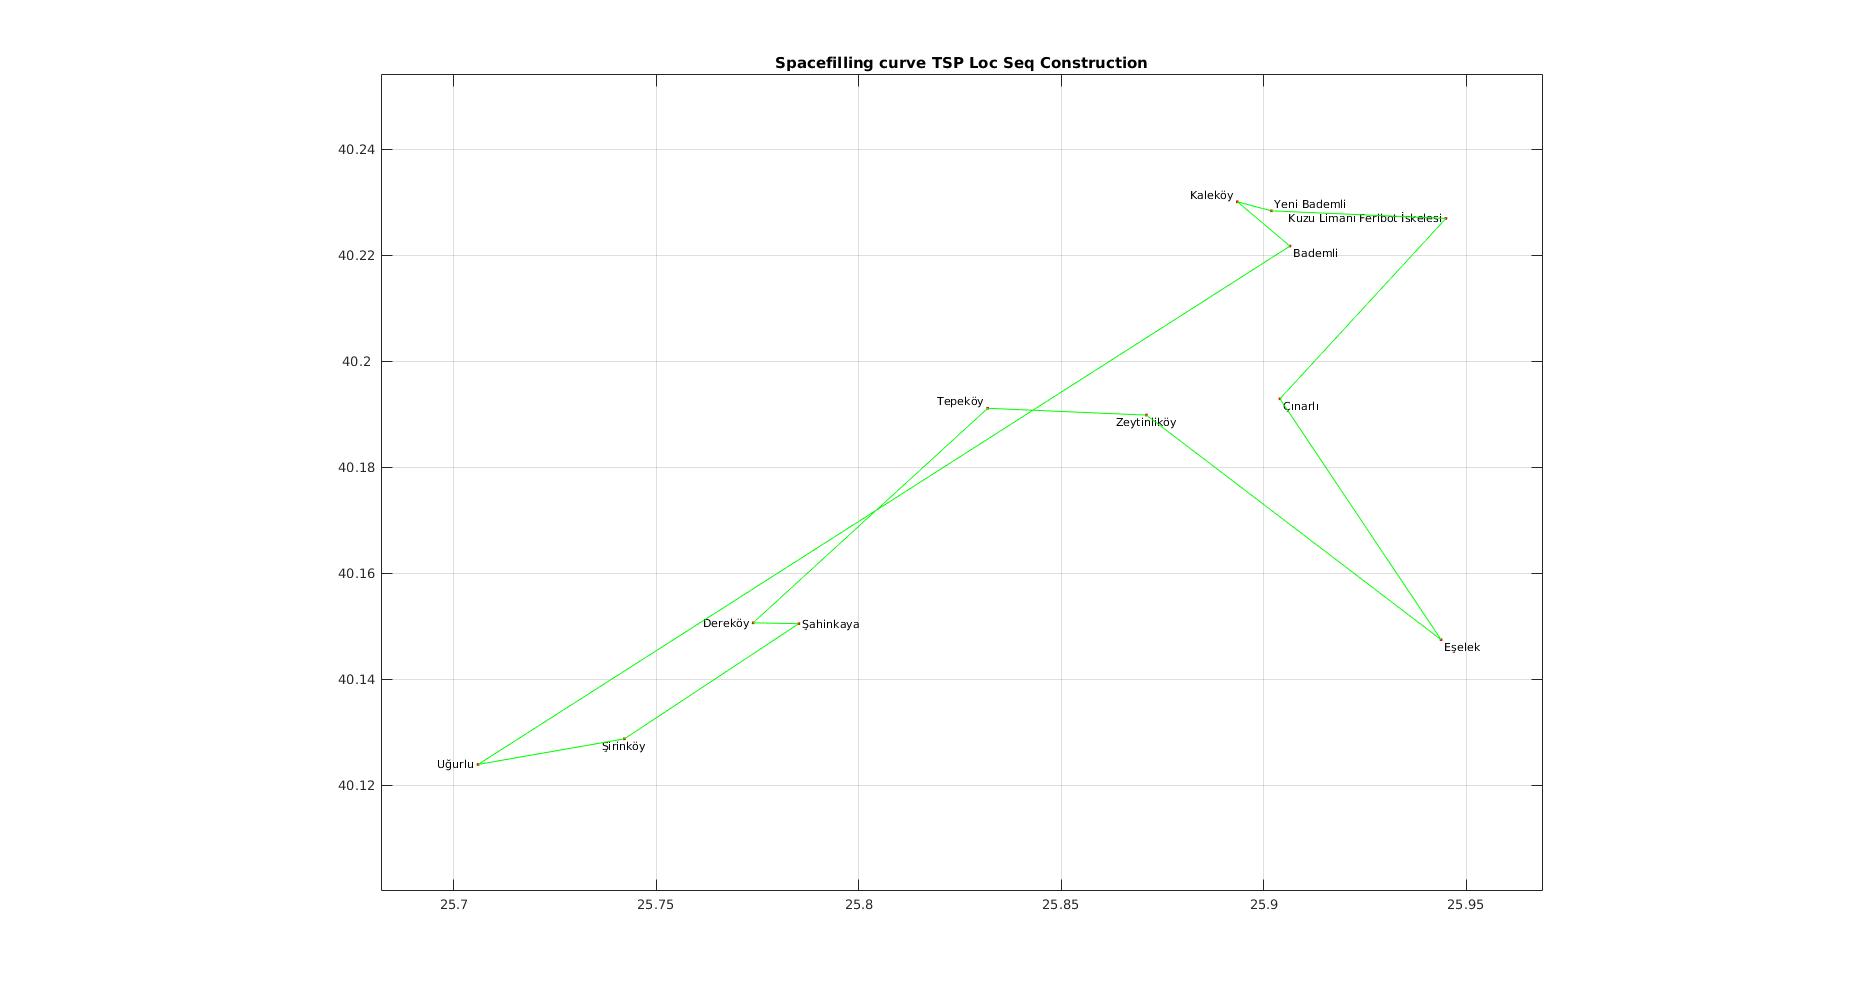 Spacefilling curve TSP Loc Seq Construction
40.24
Kaleköy
Yeni Bademli
Kuzu Limanı Feribot İskelesi
40.22
Bademli
40.2
Tepeköy
Çınarlı
Zeytinliköy
40.18
40.16
Dereköy
Şahinkaya
Eşelek
40.14
Şirinköy
Uğurlu
40.12
25.7
25.75
25.8
25.85
25.9
25.95